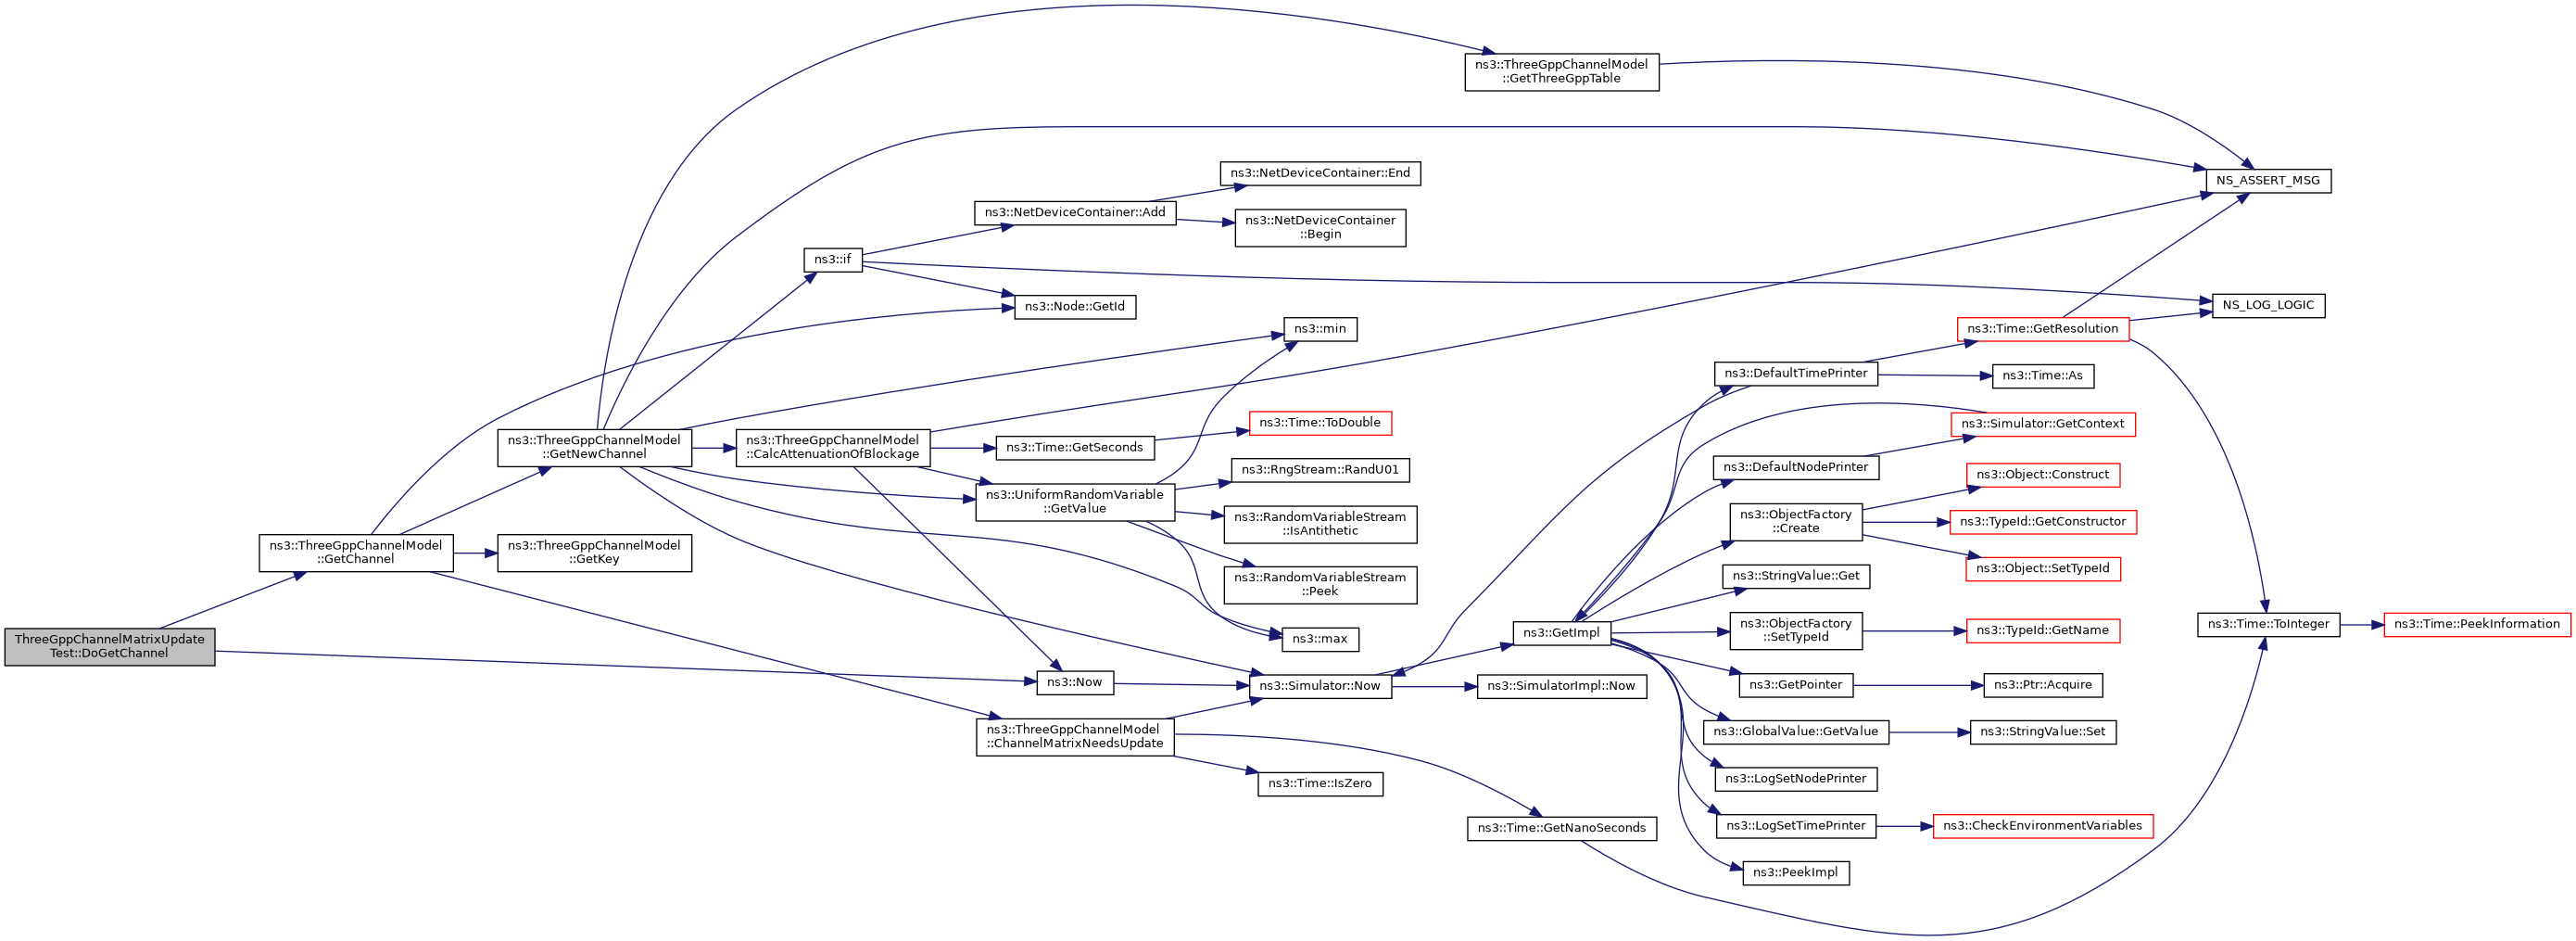 ThreeGppChannelMatrixUpdate
Test::DoGetChannel
ns3::ThreeGppChannelModel
::GetChannel
ns3::ThreeGppChannelModel
::GetNewChannel
ns3::ThreeGppChannelModel
::GetKey
ns3::ThreeGppChannelModel
::CalcAttenuationOfBlockage
ns3::if
ns3::NetDeviceContainer::Add
ns3::Node::GetId
ns3::Time::GetSeconds
ns3::UniformRandomVariable
::GetValue
ns3::Now
ns3::ThreeGppChannelModel
::ChannelMatrixNeedsUpdate
ns3::NetDeviceContainer::End
ns3::NetDeviceContainer
::Begin
ns3::min
ns3::Time::ToDouble
ns3::RngStream::RandU01
ns3::RandomVariableStream
::IsAntithetic
ns3::RandomVariableStream
::Peek
ns3::max
ns3::Simulator::Now
ns3::Time::IsZero
ns3::ThreeGppChannelModel
::GetThreeGppTable
ns3::GetImpl
ns3::SimulatorImpl::Now
ns3::Time::GetNanoSeconds
ns3::DefaultTimePrinter
ns3::DefaultNodePrinter
ns3::ObjectFactory
::Create
ns3::StringValue::Get
ns3::ObjectFactory
::SetTypeId
ns3::GetPointer
ns3::GlobalValue::GetValue
ns3::LogSetNodePrinter
ns3::LogSetTimePrinter
ns3::PeekImpl
ns3::Time::GetResolution
ns3::Time::As
ns3::Simulator::GetContext
ns3::Object::Construct
ns3::TypeId::GetConstructor
ns3::Object::SetTypeId
ns3::TypeId::GetName
ns3::Ptr::Acquire
ns3::StringValue::Set
ns3::CheckEnvironmentVariables
NS_ASSERT_MSG
NS_LOG_LOGIC
ns3::Time::ToInteger
ns3::Time::PeekInformation